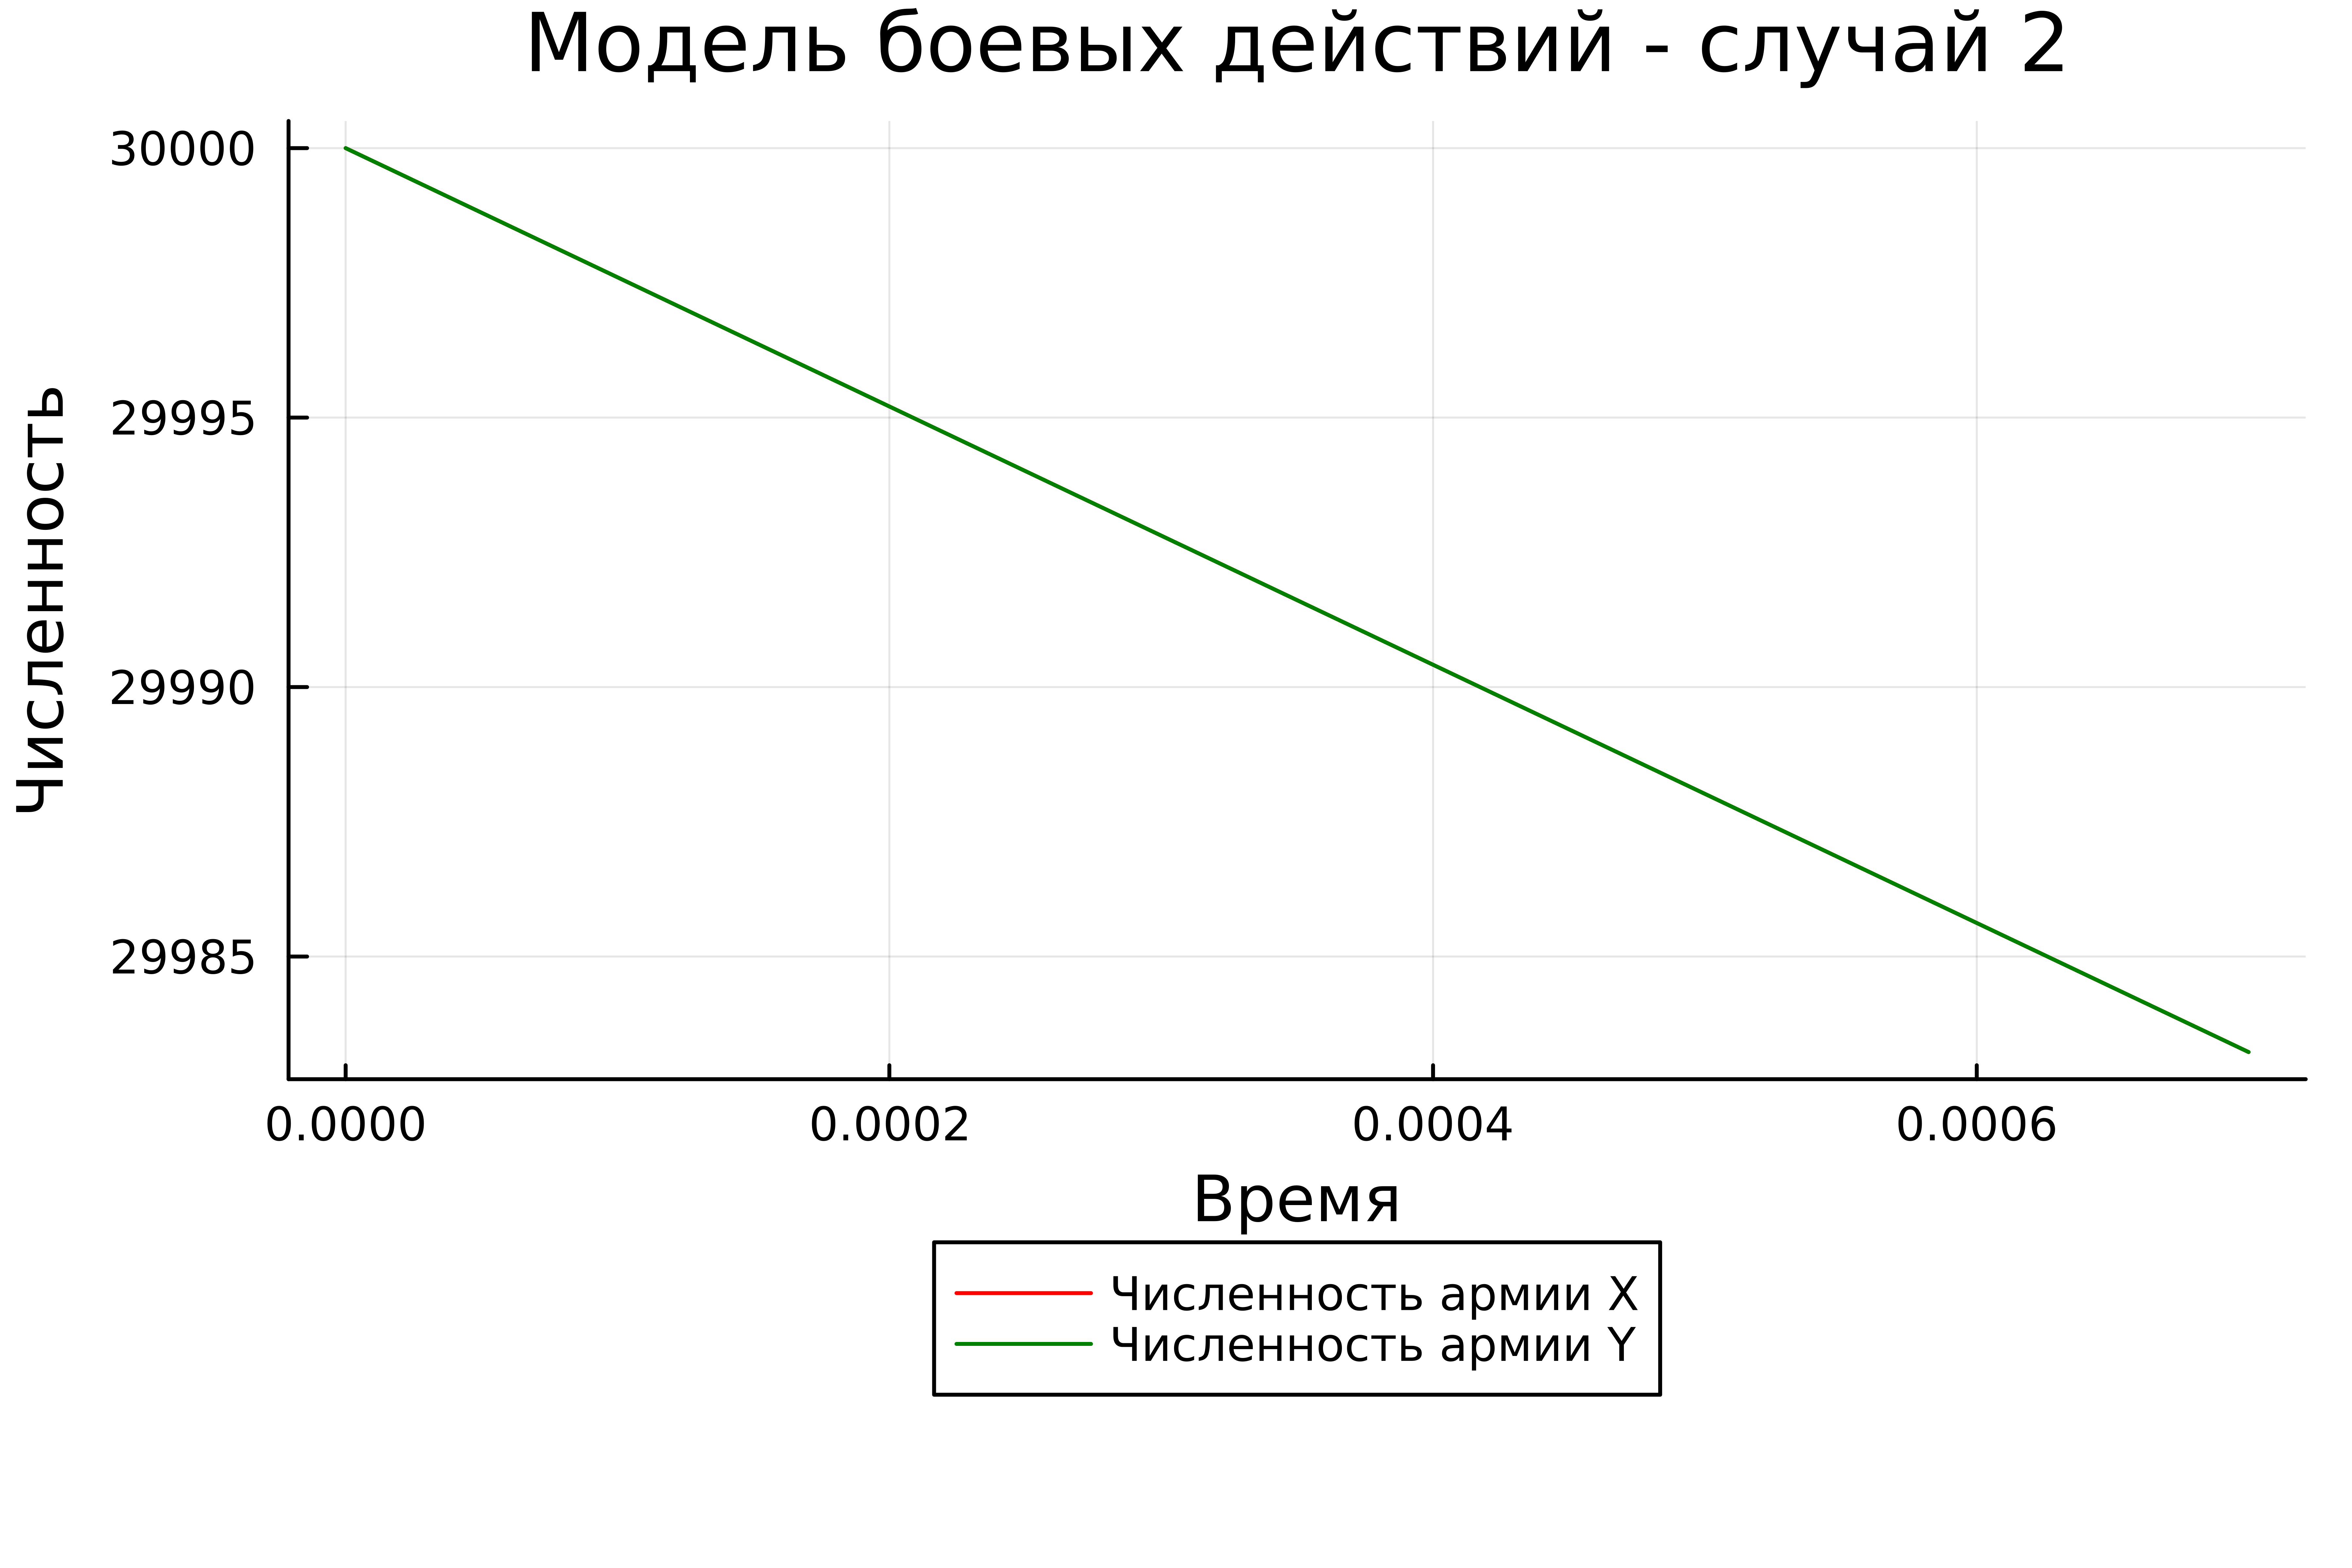 Модель боевых действий - случай 2
30000
29995
29990
29985
Численность
0.0000 0.0002 0.0004 0.0006
Время
Численность армии X
Численность армии Y